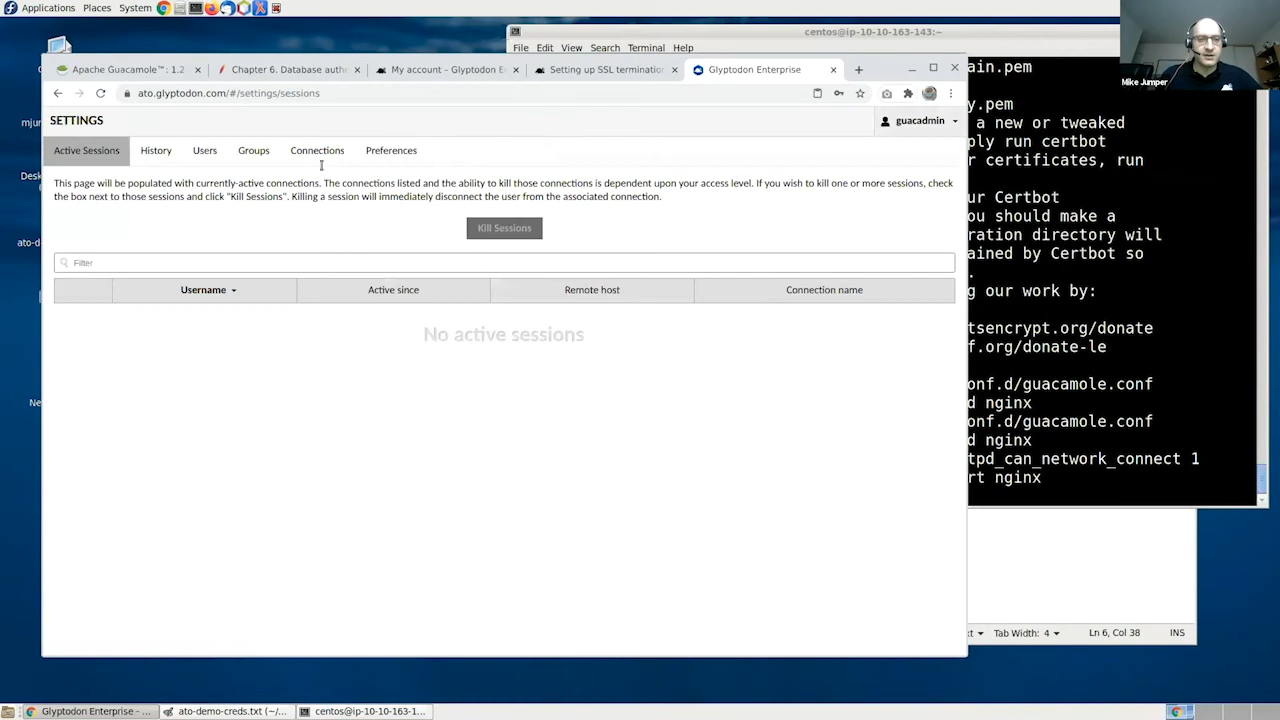 Applications Places System
centos@ip-10-10-163-143:~
File Edit View Search Terminal Help
Mike Jumper
Apache Guacamole™: 1.2
Chapter 6. Database auth
My account – Glyptodon E
Setting up SSL termination
Glyptodon Enterprise
ato.glyptodon.com/#/settings/sessions
SETTINGS
guacadmin
Active Sessions History Users Groups Connections Preferences
This page will be populated with currently-active connections. The connections listed and the ability to kill those connections is dependent upon your access level. If you wish to kill one or more sessions, check
the box next to those sessions and click "Kill Sessions". Killing a session will immediately disconnect the user from the associated connection.
Kill Sessions
Filter
Username Active since Remote host Connection name
No active sessions
mjun
Desk
ato-d
Ne
ain.pem
y.pem
a new or tweaked
ply run certbot
r certificates, run
ur Certbot
ou should make a
ration directory will
ained by Certbot so
.
ng our work by:
tsencrypt.org/donate
f.org/donate-le
onf.d/guacamole.conf
d nginx
onf.d/guacamole.conf
d nginx
tpd_can_network_connect 1
rt nginx
xt Tab Width: 4 Ln 6, Col 38 INS
Glyptodon Enterprise - ...
ato-demo-creds.txt (~/...
centos@ip-10-10-163-1...